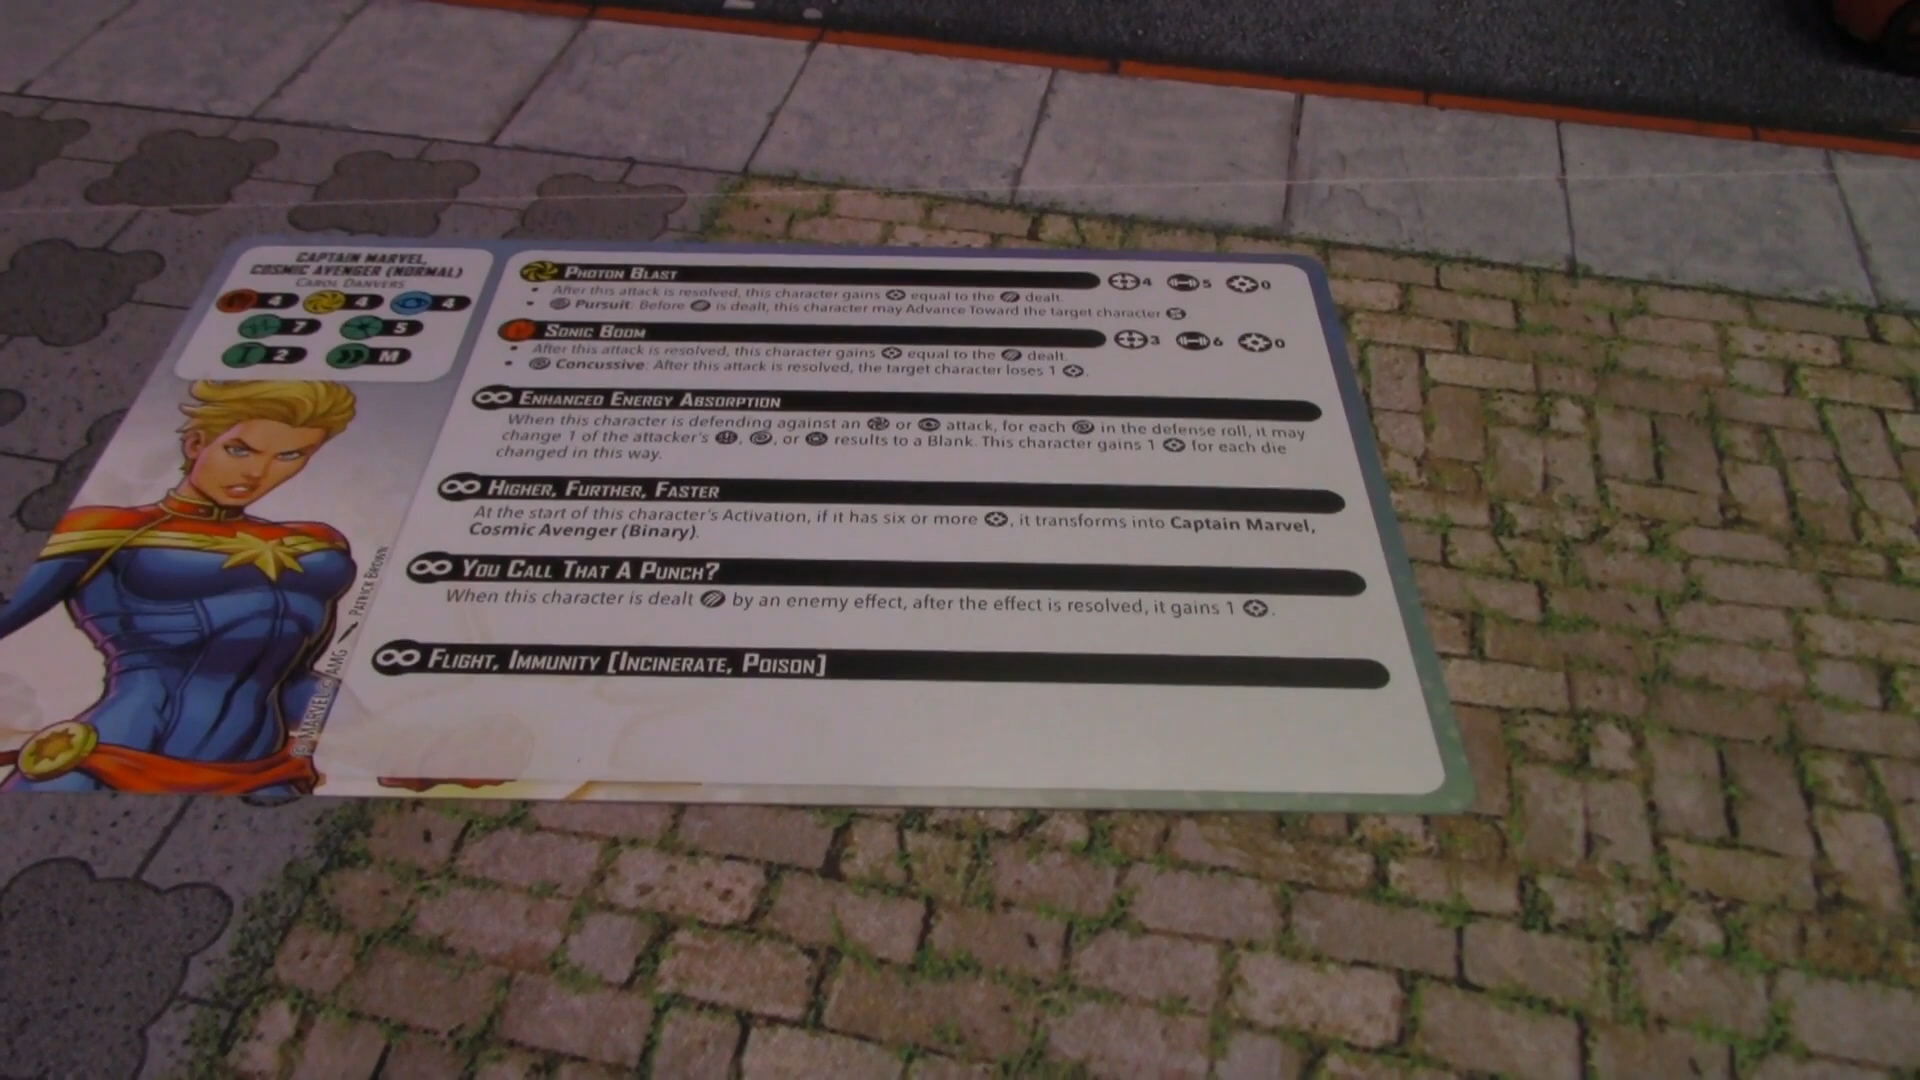 CAPTAIN MARVEL,
COSMIC AVENGER (NORMAL)
CAROL DANVERS
4 4 4
7 5
2 M
PHOTON BLAST 4 5 0
• After this attack is resolved, this character gains equal to the dealt.
• Pursuit: Before is dealt, this character may Advance Toward the target character S
SONIC BOOM 3 6 0
• After this attack is resolved, this character gains equal to the dealt.
• Concussive: After this attack is resolved, the target character loses 1 .
ENHANCED ENERGY ABSORPTION
When this character is defending against an or attack, for each in the defense roll, it may
change 1 of the attacker's , , or results to a Blank. This character gains 1 for each die
changed in this way.
HIGHER, FURTHER, FASTER
At the start of this character's Activation, if it has six or more , it transforms into Captain Marvel,
Cosmic Avenger (Binary).
YOU CALL THAT A PUNCH?
When this character is dealt by an enemy effect, after the effect is resolved, it gains 1 .
FLIGHT, IMMUNITY [INCINERATE, POISON]
© MARVEL © AMG PATRICK BROWN